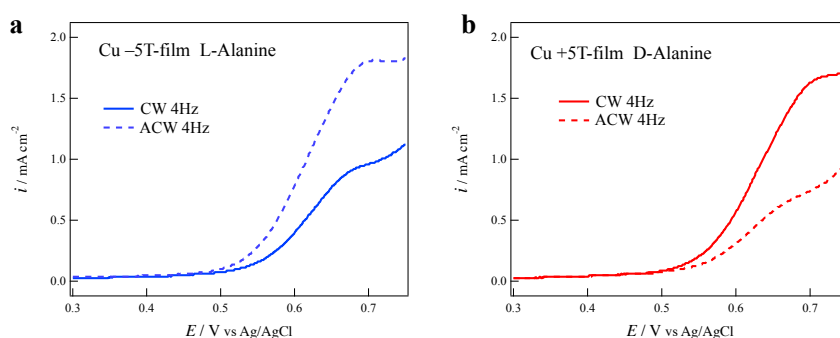 a
Cu –5T-film L-Alanine
CW 4Hz
ACW 4Hz
2.0
1.5
1.0
0.5
0.0
i / mA cm-2
0.3 0.4 0.5 0.6 0.7
E / V vs Ag/AgCl
b
Cu +5T-film D-Alanine
CW 4Hz
ACW 4Hz
2.0
1.5
1.0
0.5
0.0
i / mA cm-2
0.3 0.4 0.5 0.6 0.7
E / V vs Ag/AgCl